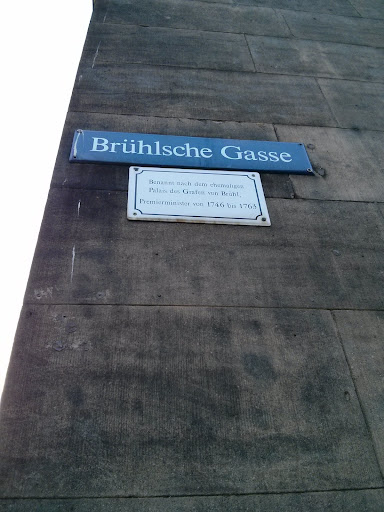 Brühlsche Gasse
Benannt nach dem ehemaligen
Palais des Grafen von Brühl,
Premierminister von 1746 bis 1763